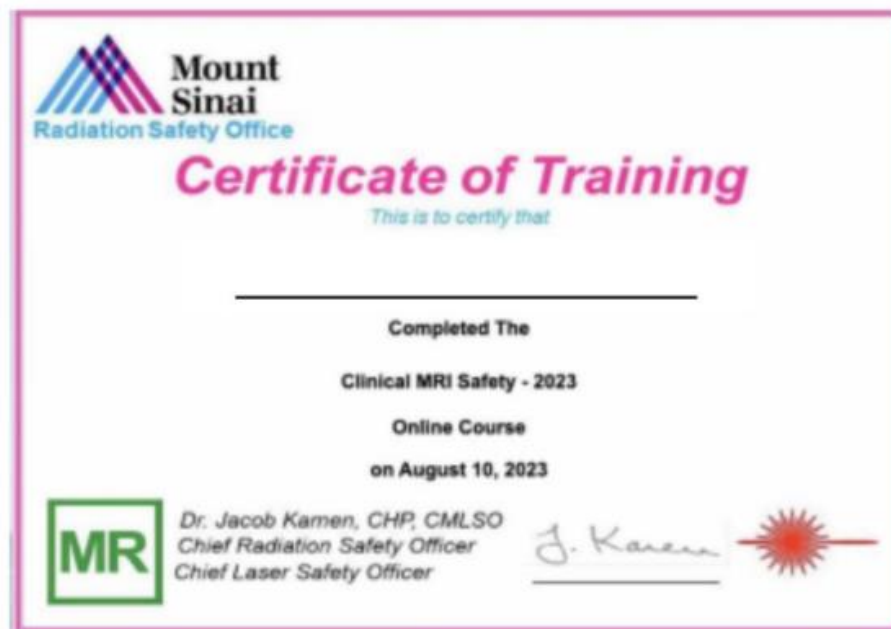 Mount
Sinai
Radiation Safety Office
Certificate of Training
This is to certify that
Completed The
Clinical MRI Safety - 2023
Online Course
on August 10, 2023
MR
Dr. Jacob Kamen, CHP, CMLSO
Chief Radiation Safety Officer
Chief Laser Safety Officer
J. Kamen